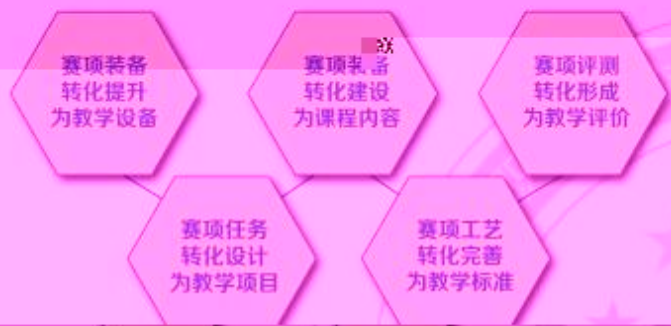 赛项装备
转化提升
为教学设备
赛项
转化建设
为课程内容
赛项评测
转化形成
为教学评价
赛项任务
转化设计
为教学项目
赛项工艺
转化完善
为教学标准